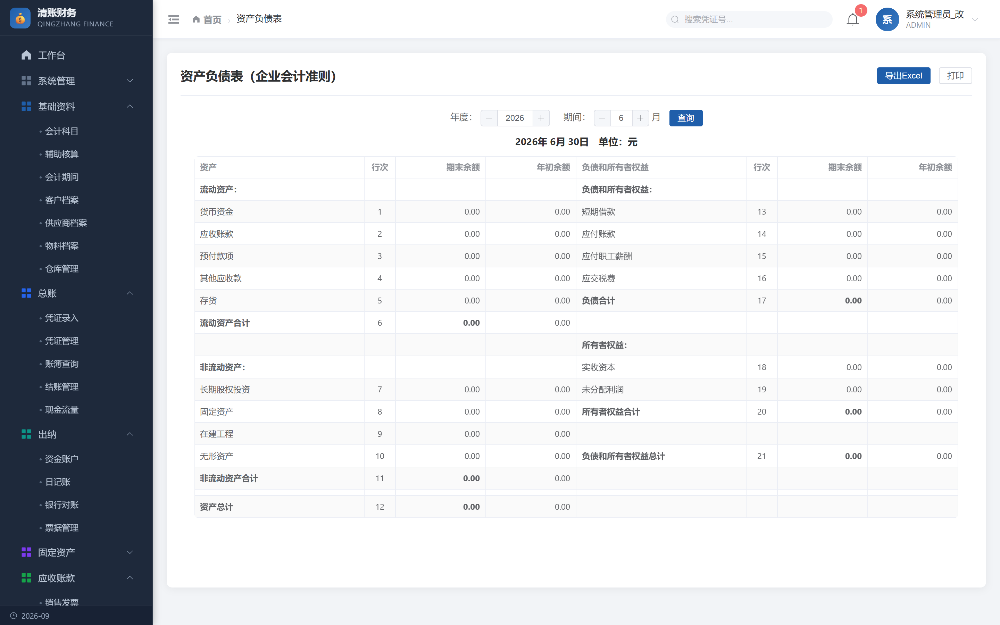 清账财务
QINGZHANG FINANCE
工作台
系统管理
基础资料
会计科目
辅助核算
会计期间
客户档案
供应商档案
物料档案
仓库管理
总账
凭证录入
凭证管理
账簿查询
结账管理
现金流量
出纳
资金账户
日记账
银行对账
票据管理
固定资产
应收账款
销售发票
2026-09
首页 › 资产负债表
搜索凭证号...
1
系
系统管理员_改
ADMIN
资产负债表（企业会计准则）
导出Excel 打印
年度： 2026 期间： 6 月 查询
2026年 6月 30日 单位：元
资产 行次 期末余额 年初余额 负债和所有者权益 行次 期末余额 年初余额
流动资产： 负债和所有者权益：
货币资金 1 0.00 0.00 短期借款 13 0.00 0.00
应收账款 2 0.00 0.00 应付账款 14 0.00 0.00
预付款项 3 0.00 0.00 应付职工薪酬 15 0.00 0.00
其他应收款 4 0.00 0.00 应交税费 16 0.00 0.00
存货 5 0.00 0.00 负债合计 17 0.00 0.00
流动资产合计 6 0.00 0.00
所有者权益：
非流动资产： 实收资本 18 0.00 0.00
长期股权投资 7 0.00 0.00 未分配利润 19 0.00 0.00
固定资产 8 0.00 0.00 所有者权益合计 20 0.00 0.00
在建工程 9 0.00 0.00
无形资产 10 0.00 0.00 负债和所有者权益总计 21 0.00 0.00
非流动资产合计 11 0.00 0.00
资产总计 12 0.00 0.00